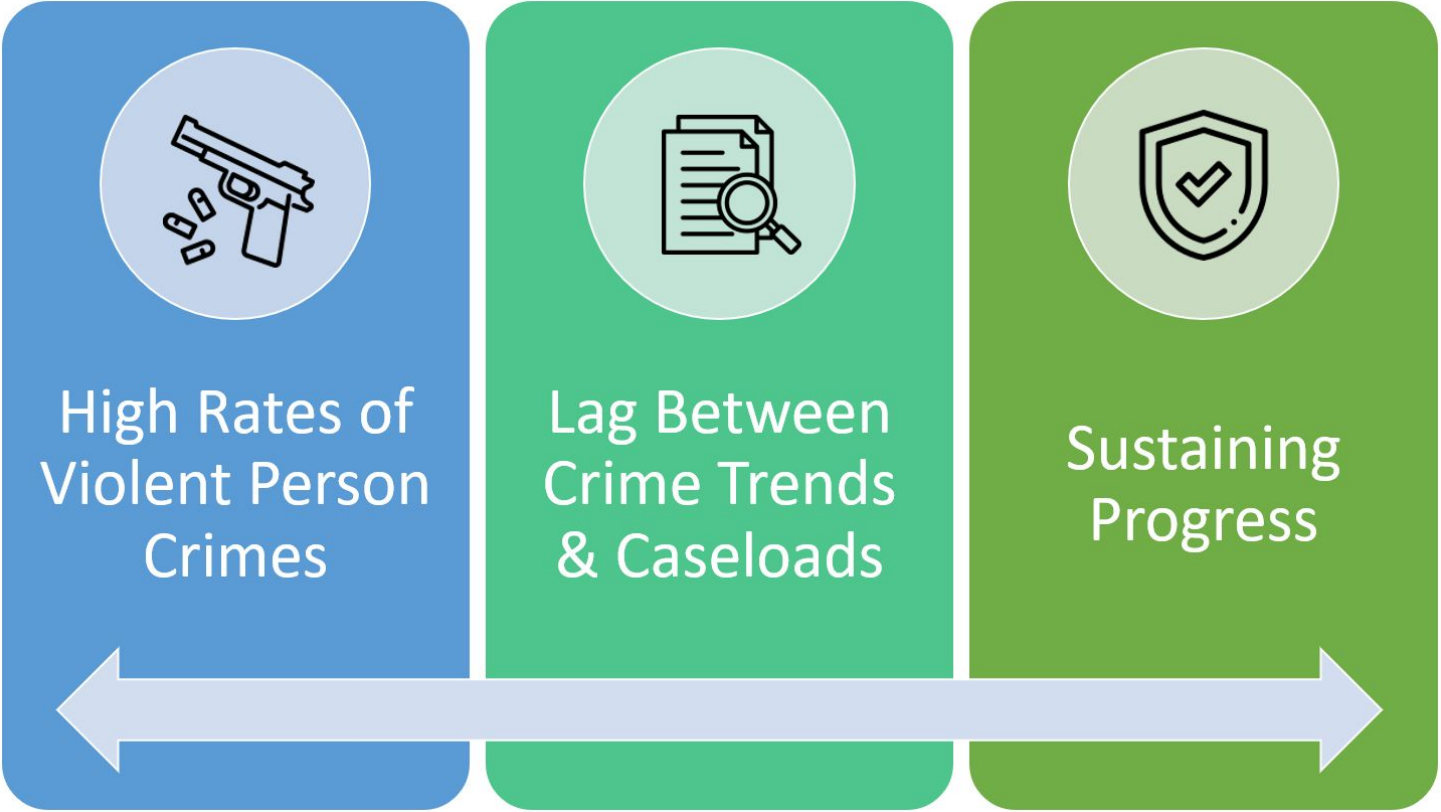 High Rates of
Violent Person
Crimes
Lag Between
Crime Trends
& Caseloads
Sustaining
Progress